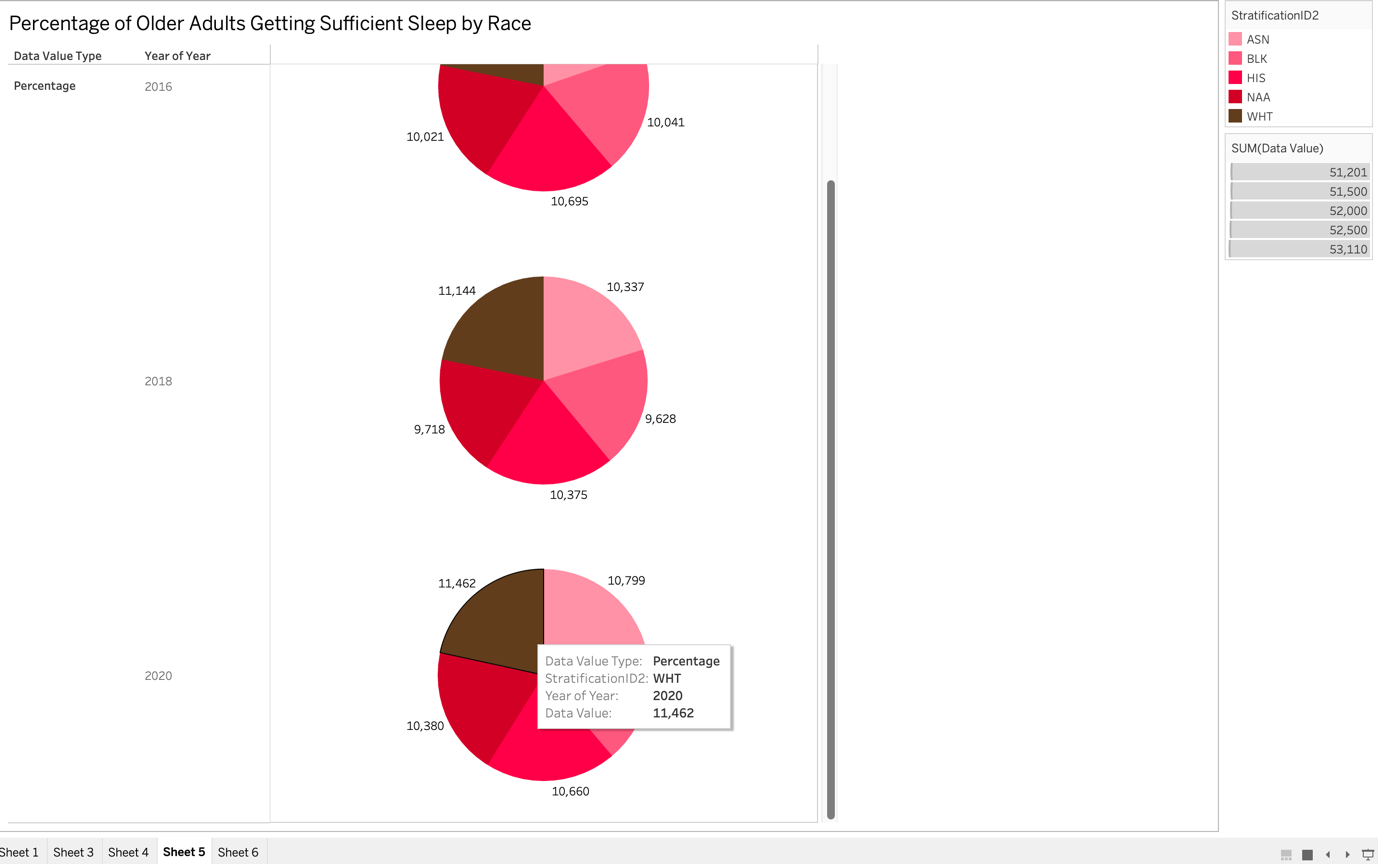 Percentage of Older Adults Getting Sufficient Sleep by Race
Data Value Type Year of Year
Percentage 2016
10,041
10,021
10,695
2018
11,144
10,337
9,718
9,628
10,375
2020
11,462
10,799
Data Value Type: Percentage
StratificationID2: WHT
Year of Year: 2020
Data Value: 11,462
10,380
10,660
StratificationID2
ASN
BLK
HIS
NAA
WHT
SUM(Data Value)
51,201
51,500
52,000
52,500
53,110
Sheet 1 Sheet 3 Sheet 4 Sheet 5 Sheet 6